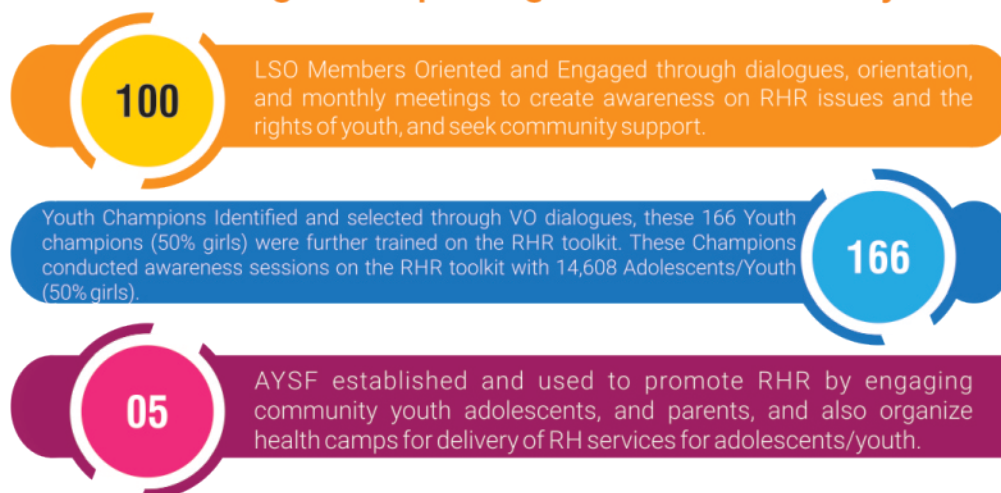 100
LSO Members Oriented and Engaged through dialogues, orientation,
and monthly meetings to create awareness on RHR issues and the
rights of youth, and seek community support.
Youth Champions Identified and selected through VO dialogues, these 166 Youth
champions (50% girls) were further trained on the RHR toolkit. These Champions
conducted awareness sessions on the RHR toolkit with 14,608 Adolescents/Youth
(50% girls).
166
05
AYSF established and used to promote RHR by engaging
community youth adolescents, and parents, and also organize
health camps for delivery of RH services for adolescents/youth.